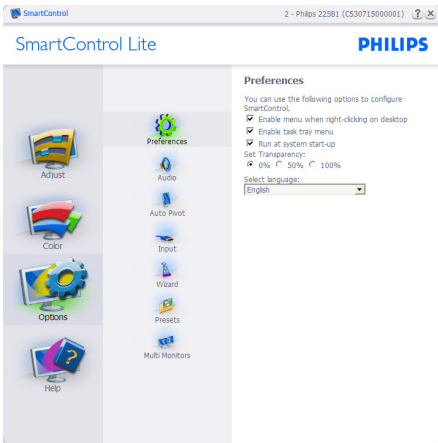 SmartControl
2 - Philips 225B1 (CS30715000001)
SmartControl Lite
PHILIPS
Adjust
Color
Options
Help
Preferences
Audio
Auto Pivot
Input
Wizard
Presets
Multi Monitors
Preferences
You can use the following options to configure
SmartControl.
Enable menu when right-clicking on desktop
Enable task tray menu
Run at system start-up
Set Transparency:
0% 50% 100%
Select language:
English